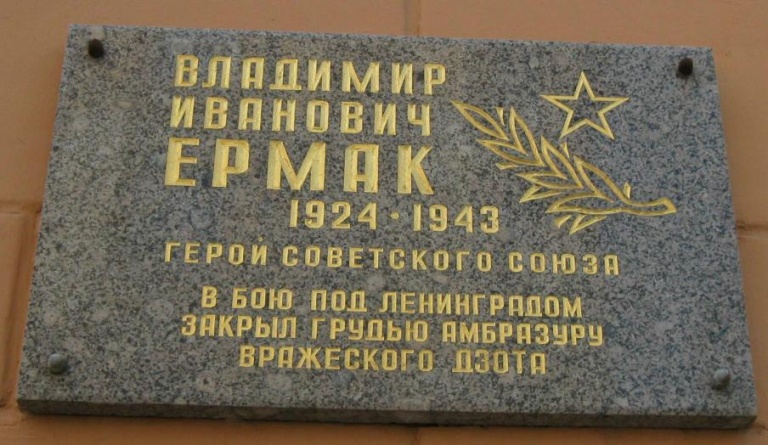 ВЛАДИМИР
ИВАНОВИЧ
ЕРМАК
1924 · 1943
ГЕРОЙ СОВЕТСКОГО СОЮЗА
В БОЮ ПОД ЛЕНИНГРАДОМ
ЗАКРЫЛ ГРУДЬЮ АМБРАЗУРУ
ВРАЖЕСКОГО ДЗОТА